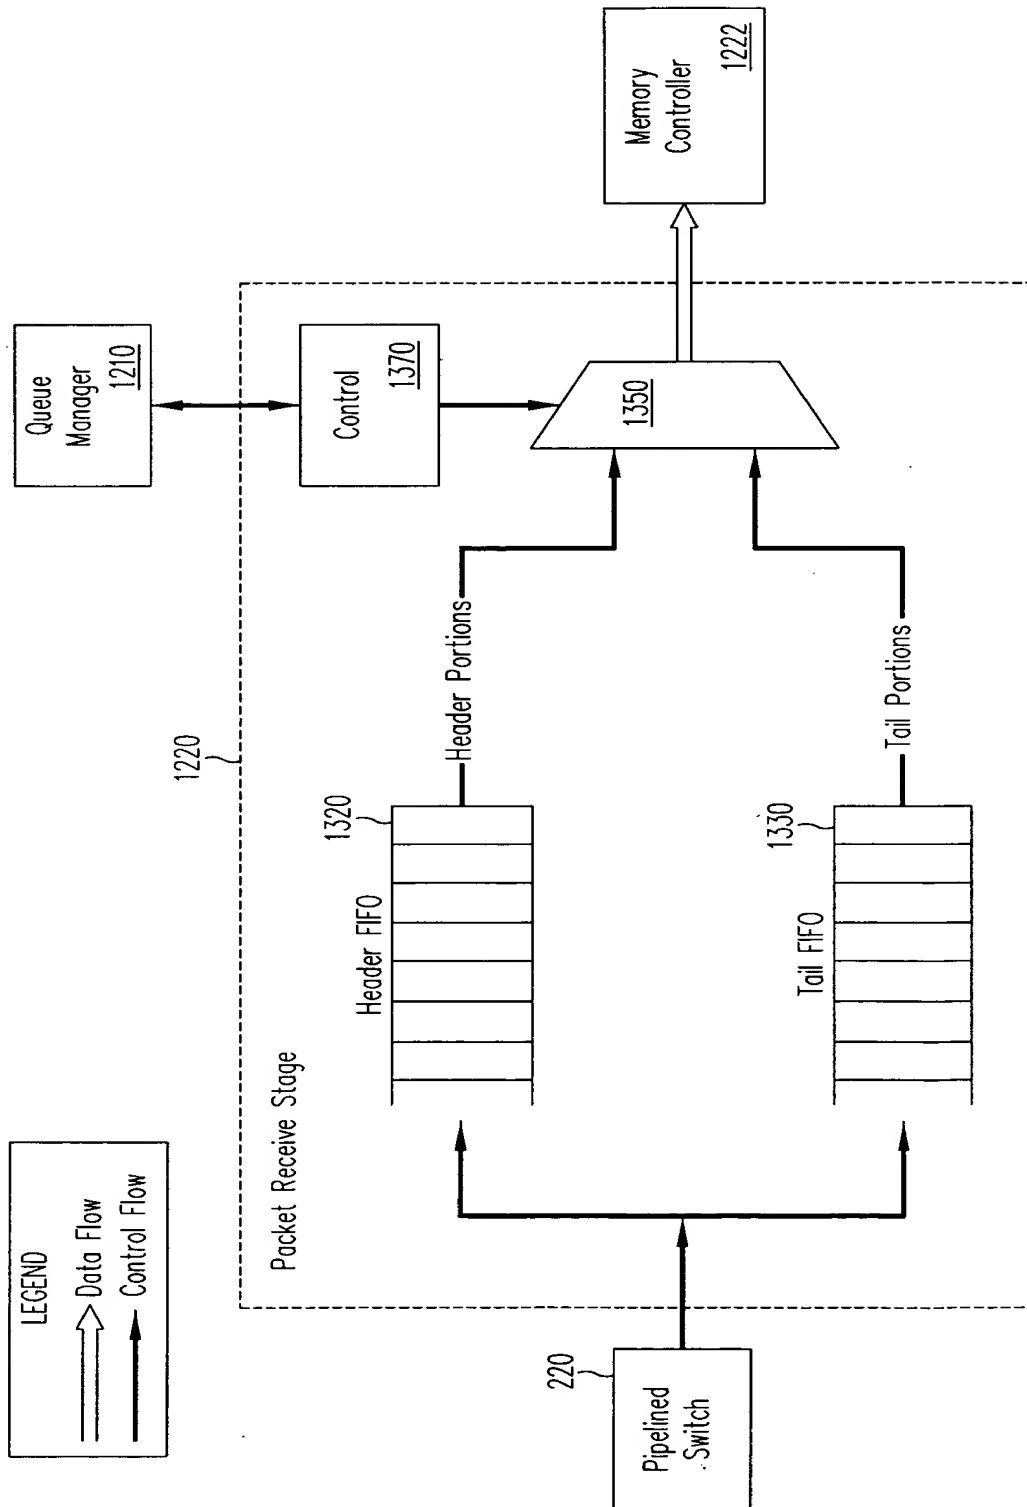 LEGEND
Data Flow
Control Flow
Queue
Manager
1210
1220
Packet Receive Stage
Control
1370
Header FIFO
1320
Header Portions
1350
Memory
Controller
1222
220
Pipelined
Switch
Tail FIFO
1330
Tail Portions